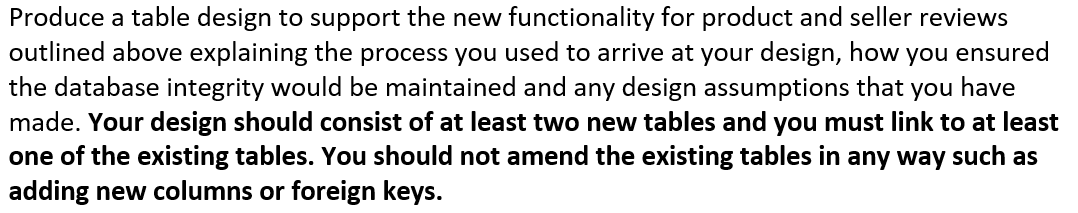 Produce a table design to support the new functionality for product and seller reviews
outlined above explaining the process you used to arrive at your design, how you ensured
the database integrity would be maintained and any design assumptions that you have
made. Your design should consist of at least two new tables and you must link to at least
one of the existing tables. You should not amend the existing tables in any way such as
adding new columns or foreign keys.